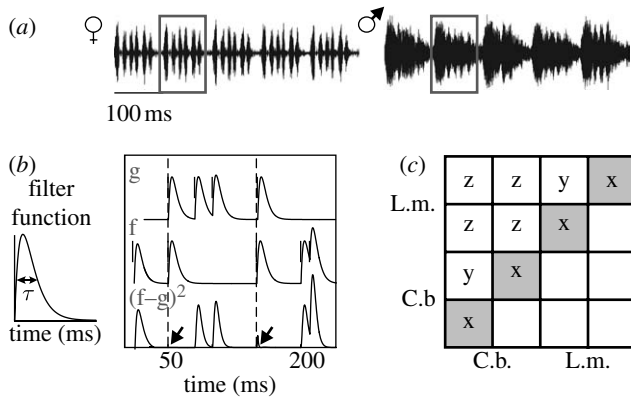 (a) ♀ ♂
100 ms
(b)
filter
function
τ
time (ms)
g
f
(f–g)²
50 200
time (ms)
(c)
L.m.
C.b
z z y x
z z x
y x
x
C.b. L.m.